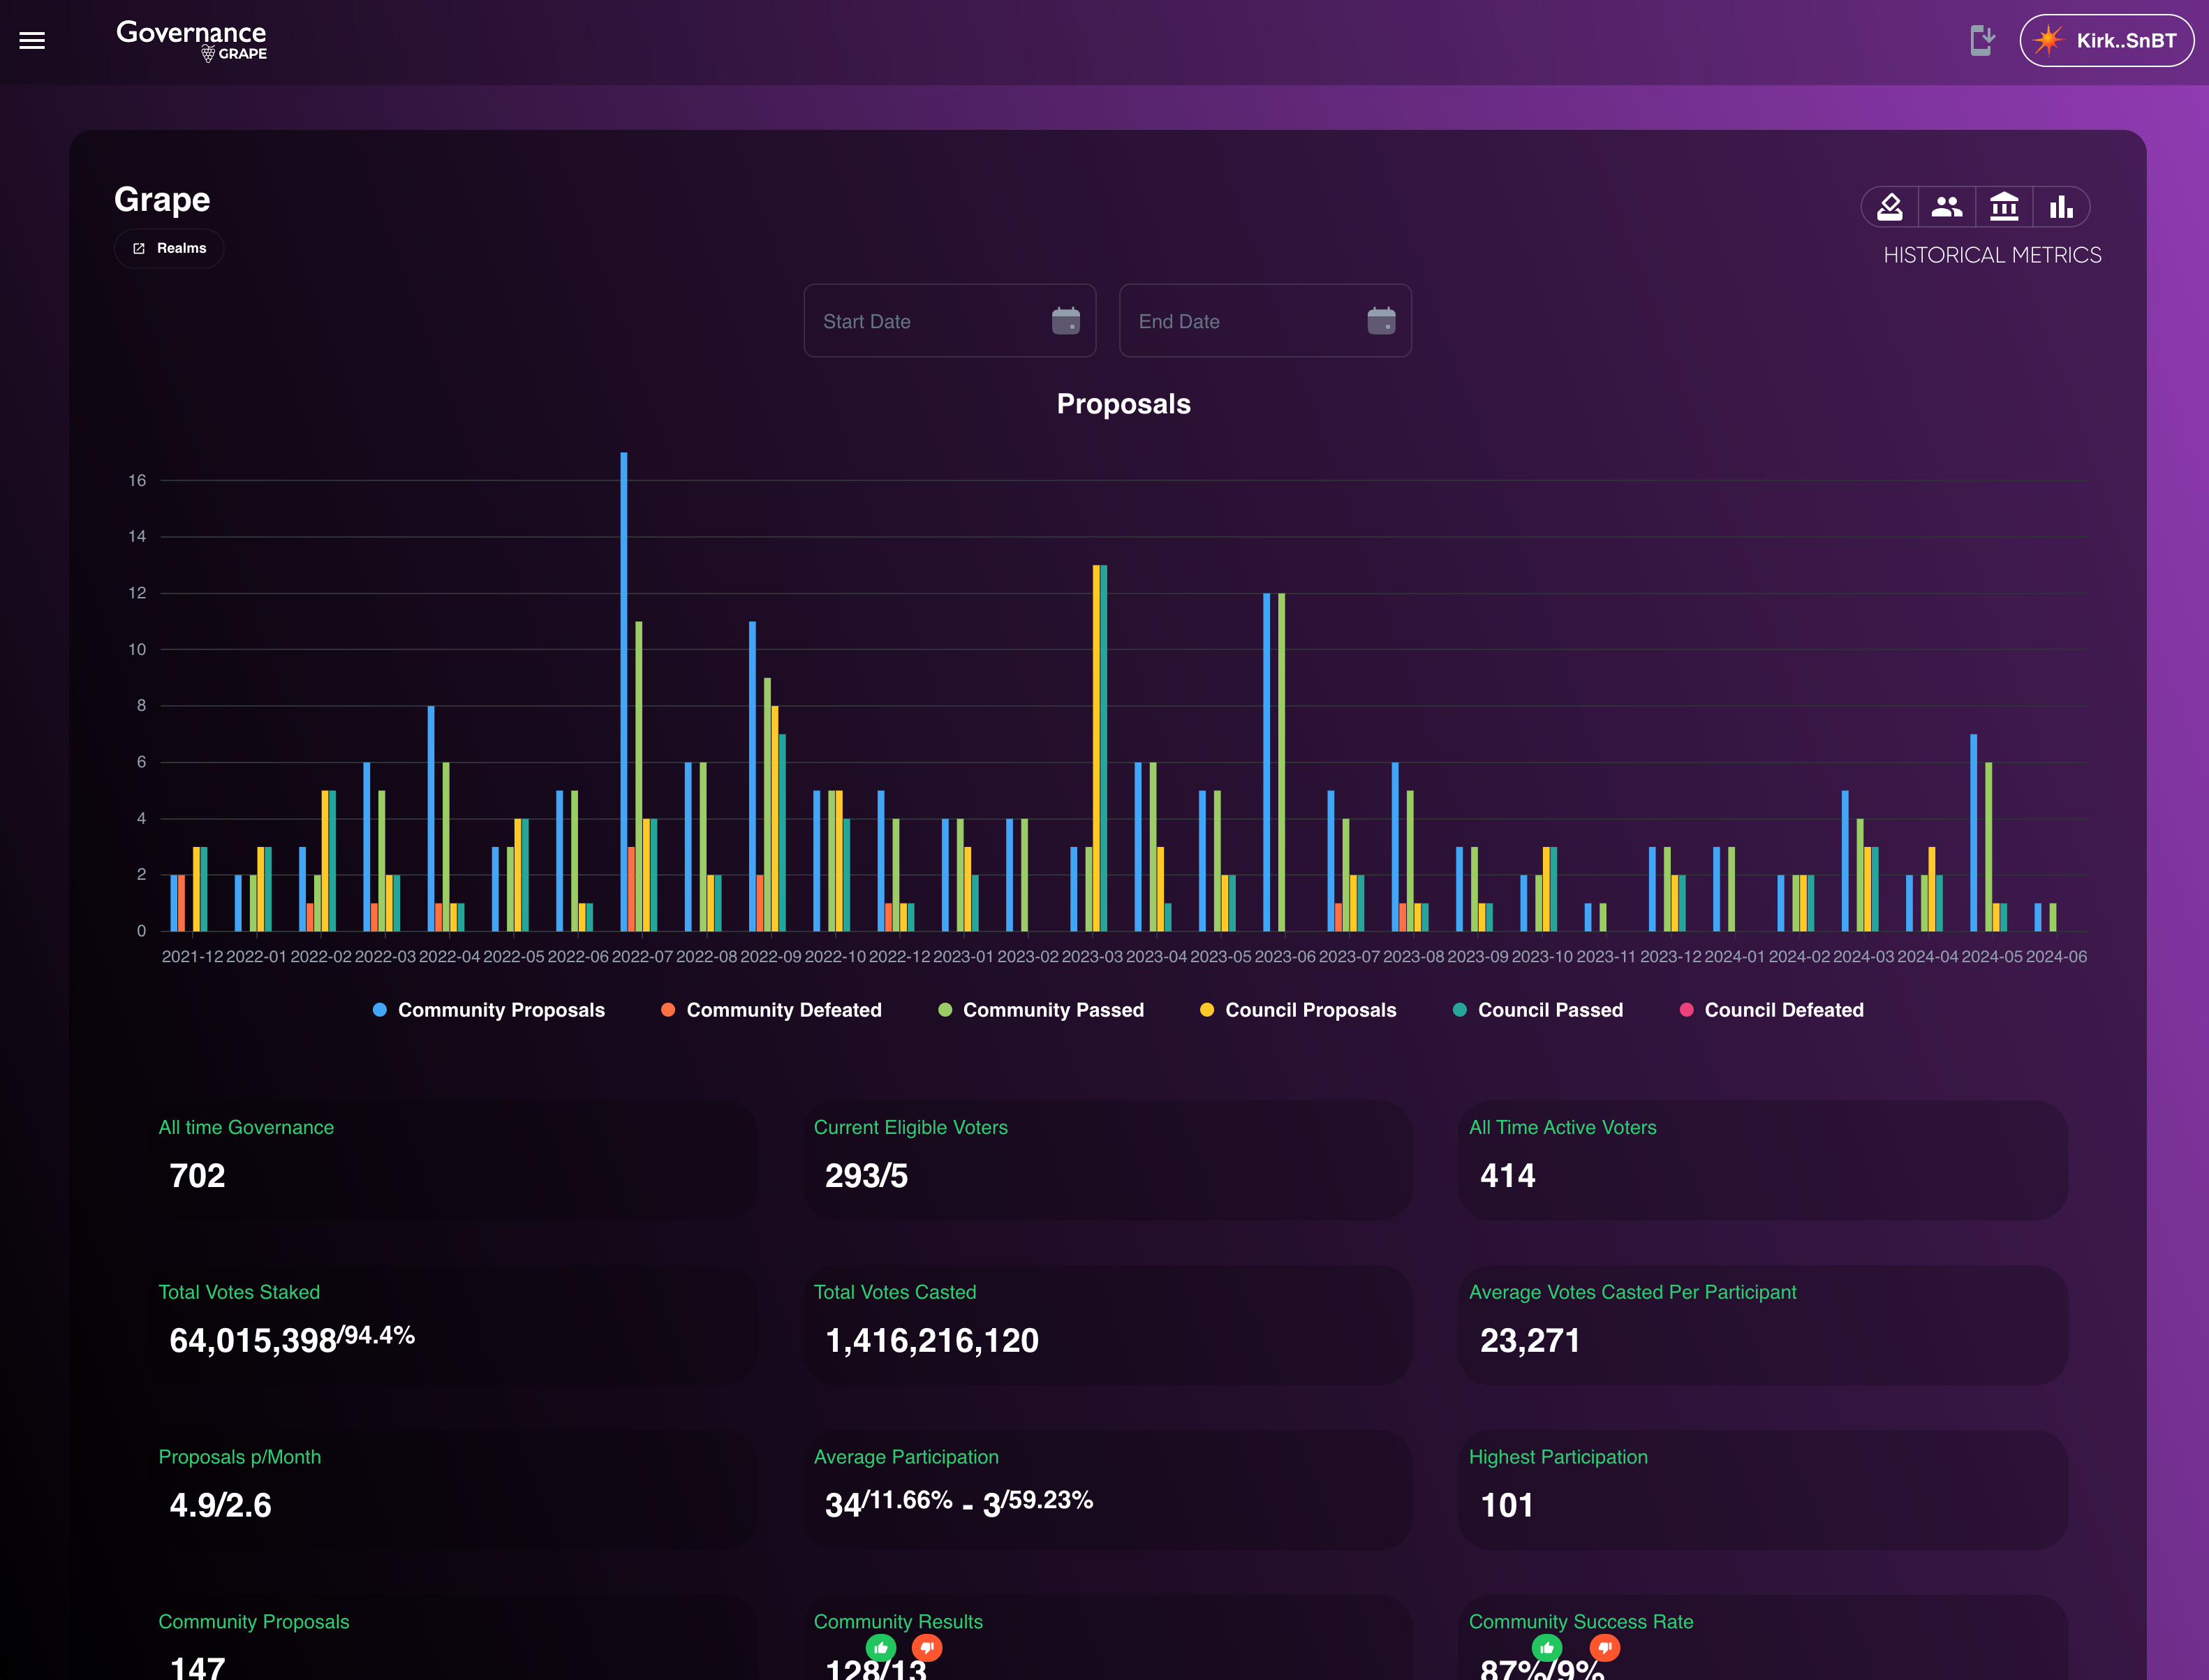 Governance
GRAPE
Kirk..SnBT
Grape
Realms
HISTORICAL METRICS
Start Date
End Date
Proposals
16
14
12
10
8
6
4
2
0
2021-12 2022-01 2022-02 2022-03 2022-04 2022-05 2022-06 2022-07 2022-08 2022-09 2022-10 2022-12 2023-01 2023-02 2023-03 2023-04 2023-05 2023-06 2023-07 2023-08 2023-09 2023-10 2023-11 2023-12 2024-01 2024-02 2024-03 2024-04 2024-05 2024-06
Community Proposals Community Defeated Community Passed Council Proposals Council Passed Council Defeated
All time Governance
702
Current Eligible Voters
293/5
All Time Active Voters
414
Total Votes Staked
64,015,398/94.4%
Total Votes Casted
1,416,216,120
Average Votes Casted Per Participant
23,271
Proposals p/Month
4.9/2.6
Average Participation
34/11.66% - 3/59.23%
Highest Participation
101
Community Proposals
147
Community Results
128/13
Community Success Rate
87%/9%